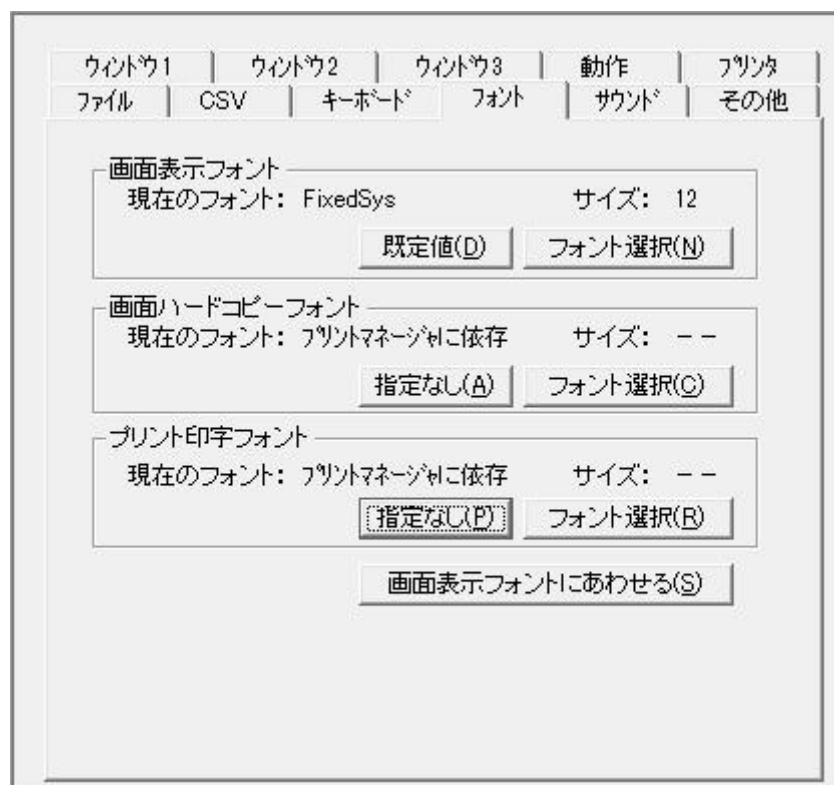 ｳｨﾝﾄﾞｳ1 ｳｨﾝﾄﾞｳ2 ｳｨﾝﾄﾞｳ3 動作 ﾌﾟﾘﾝﾀ
ﾌｧｲﾙ CSV ｷｰﾎﾞｰﾄﾞ ﾌｫﾝﾄ ｻｳﾝﾄﾞ その他
画面表示フォント
現在のフォント： FixedSys サイズ： 12
既定値(D) フォント選択(N)
画面ハードコピーフォント
現在のフォント： ﾌﾟﾘﾝﾄﾏﾈｰｼﾞｬに依存 サイズ： －－
指定なし(A) フォント選択(C)
プリント印字フォント
現在のフォント： ﾌﾟﾘﾝﾄﾏﾈｰｼﾞｬに依存 サイズ： －－
指定なし(P) フォント選択(R)
画面表示フォントにあわせる(S)